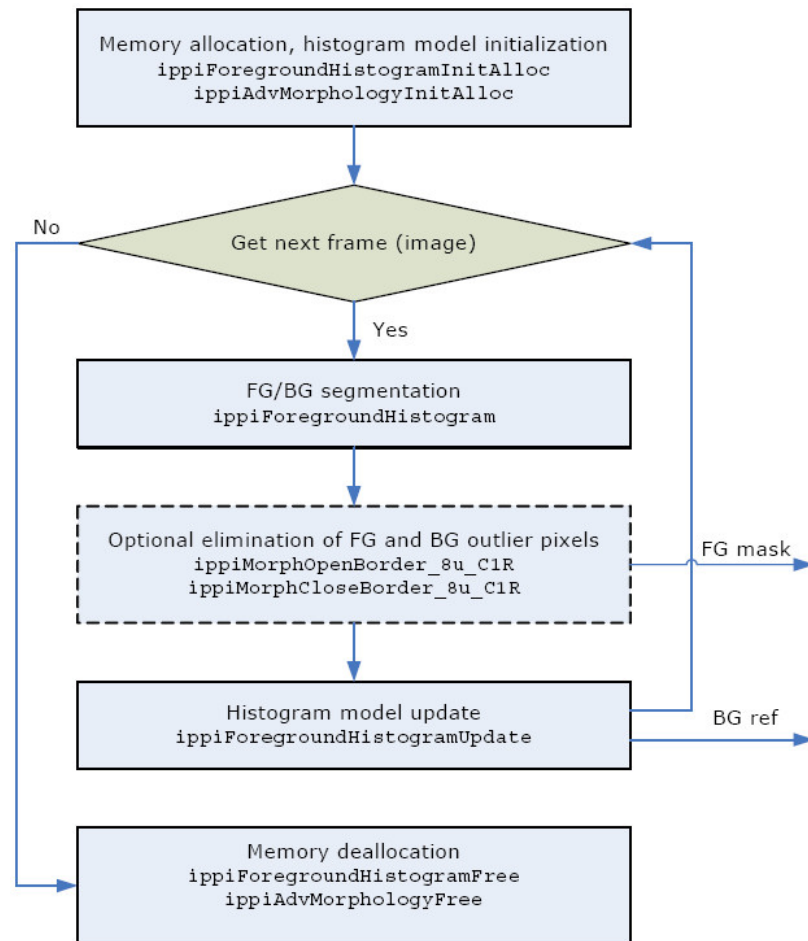 Memory allocation, histogram model initialization
ippiForegroundHistogramInitAlloc
ippiAdvMorphologyInitAlloc
No
Get next frame (image)
Yes
FG/BG segmentation
ippiForegroundHistogram
Optional elimination of FG and BG outlier pixels
ippiMorphOpenBorder_8u_C1R
ippiMorphCloseBorder_8u_C1R
FG mask
Histogram model update
ippiForegroundHistogramUpdate
BG ref
Memory deallocation
ippiForegroundHistogramFree
ippiAdvMorphologyFree